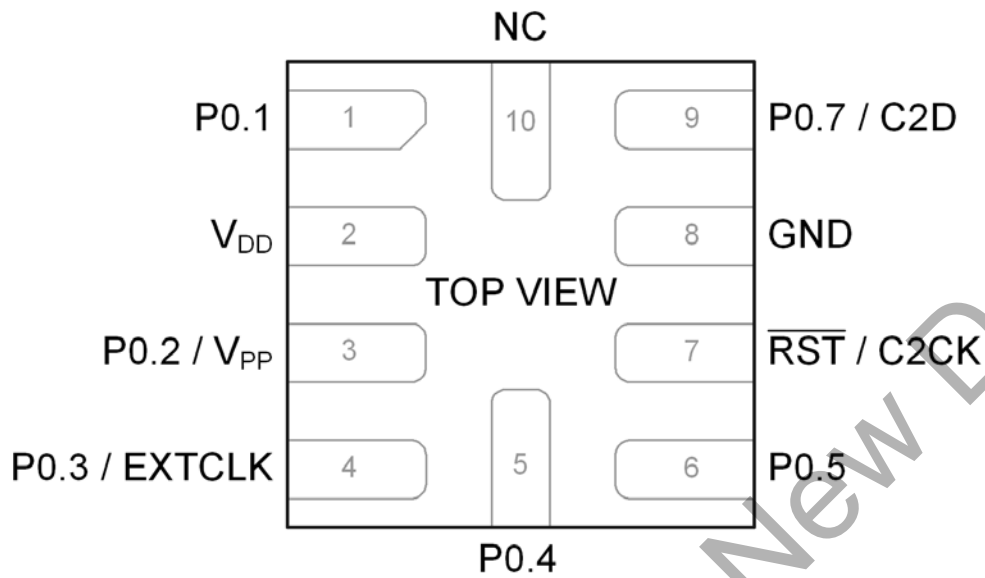 NC
P0.1 1 10 9 P0.7 / C2D
VDD 2 8 GND
TOP VIEW
P0.2 / VPP 3 7 RST / C2CK
P0.3 / EXTCLK 4 5 6 P0.5
P0.4
New D